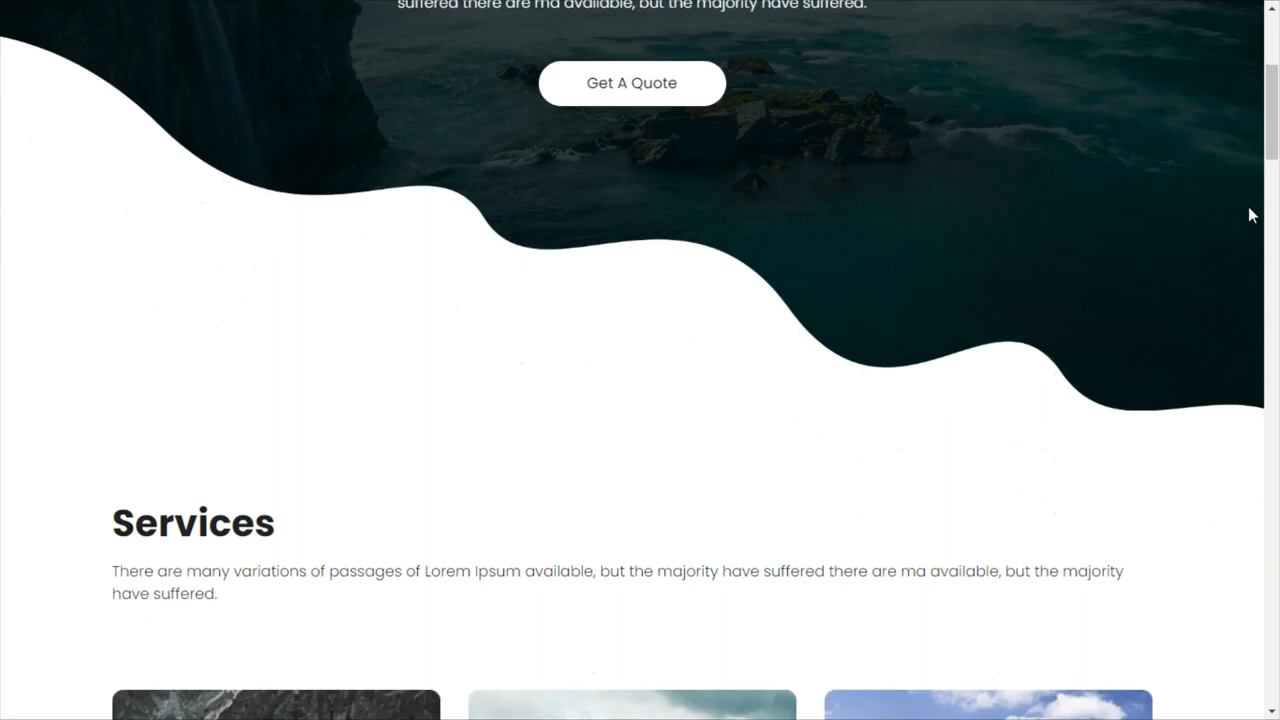 suffered there are ma available, but the majority have suffered.
Get A Quote
Services
There are many variations of passages of Lorem Ipsum available, but the majority have suffered there are ma available, but the majority
have suffered.